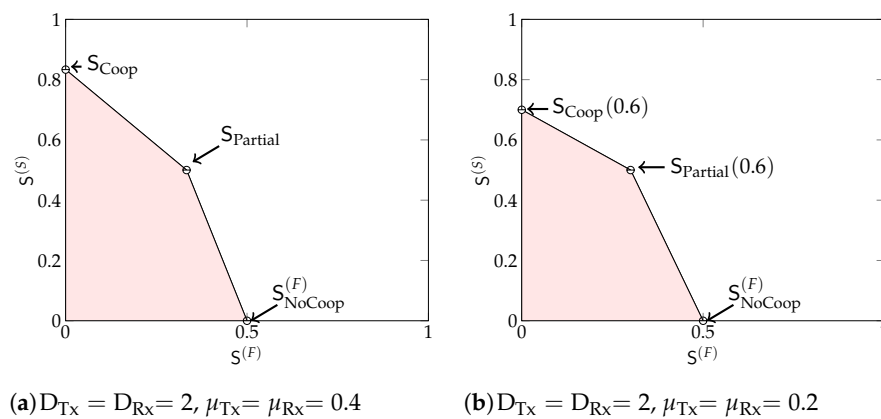 1
0.8
0.6
0.4
0.2
0
0
0.5
1
S^(S)
S^(F)
S_Coop
S_Partial
S^(F)_NoCoop
(a) D_Tx = D_Rx= 2, μ_Tx= μ_Rx= 0.4
1
0.8
0.6
0.4
0.2
0
0
0.5
S^(S)
S^(F)
S_Coop(0.6)
S_Partial(0.6)
S^(F)_NoCoop
(b) D_Tx = D_Rx= 2, μ_Tx= μ_Rx= 0.2